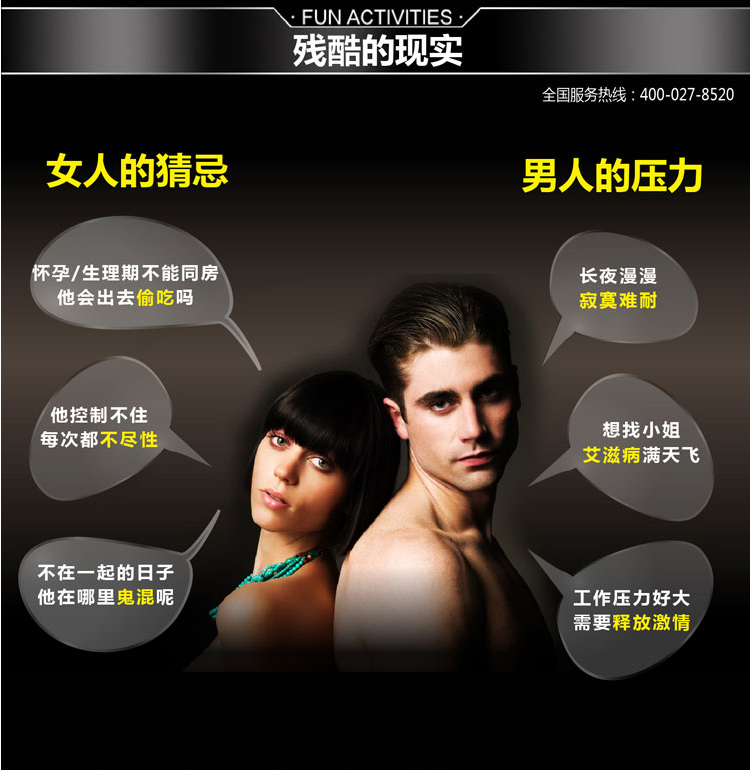 · FUN ACTIVITIES ·
残酷的现实
全国服务热线：400-027-8520
女人的猜忌
怀孕/生理期不能同房
他会出去偷吃吗
他控制不住
每次都不尽性
不在一起的日子
他在哪里鬼混呢
男人的压力
长夜漫漫
寂寞难耐
想找小姐
艾滋病满天飞
工作压力好大
需要释放激情